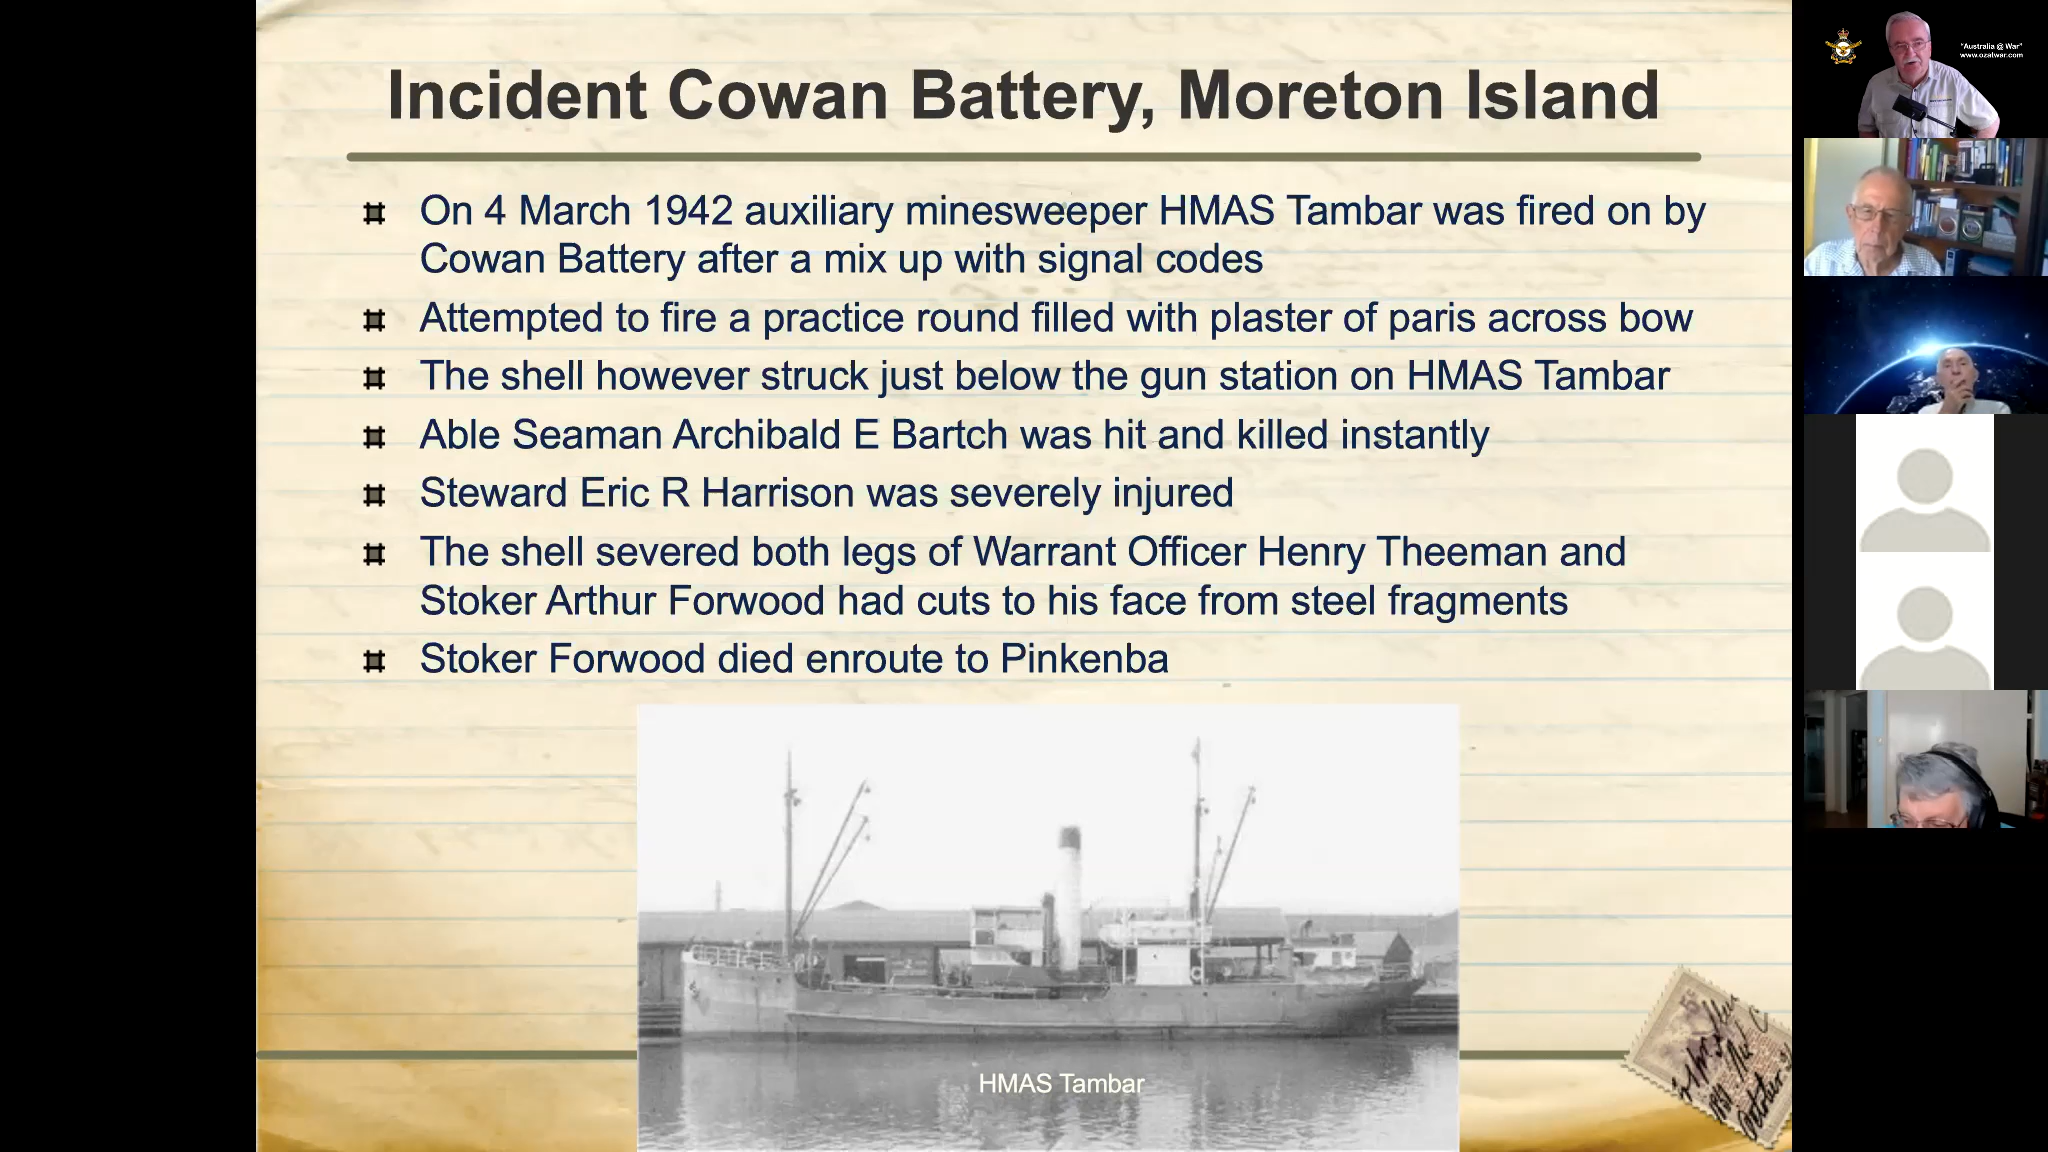 Incident Cowan Battery, Moreton Island
On 4 March 1942 auxiliary minesweeper HMAS Tambar was fired on by
Cowan Battery after a mix up with signal codes
Attempted to fire a practice round filled with plaster of paris across bow
The shell however struck just below the gun station on HMAS Tambar
Able Seaman Archibald E Bartch was hit and killed instantly
Steward Eric R Harrison was severely injured
The shell severed both legs of Warrant Officer Henry Theeman and
Stoker Arthur Forwood had cuts to his face from steel fragments
Stoker Forwood died enroute to Pinkenba
HMAS Tambar
"Australia @ War"
www.ozatwar.com